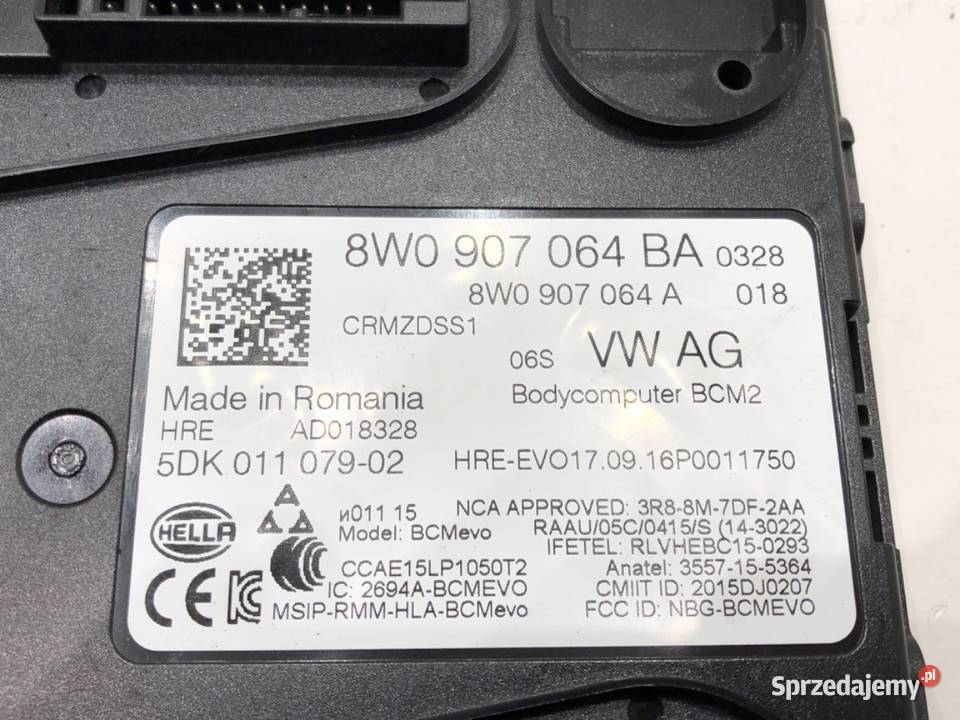 8W0 907 064 BA 0328
8W0 907 064 A 018
CRMZDSS1
06S VW AG
Made in Romania Bodycomputer BCM2
HRE AD018328
5DK 011 079-02 HRE-EVO17.09.16P0011750
HELLA
и011 15
Model: BCMevo
CCAE15LP1050T2
IC: 2694A-BCMEVO
MSIP-RMM-HLA-BCMevo
NCA APPROVED: 3R8-8M-7DF-2AA
RAAU/05C/0415/S (14-3022)
IFETEL: RLVHEBC15-0293
Anatel: 3557-15-5364
CMIIT ID: 2015DJ0207
FCC ID: NBG-BCMEVO
CE
Sprzedajemy.pl